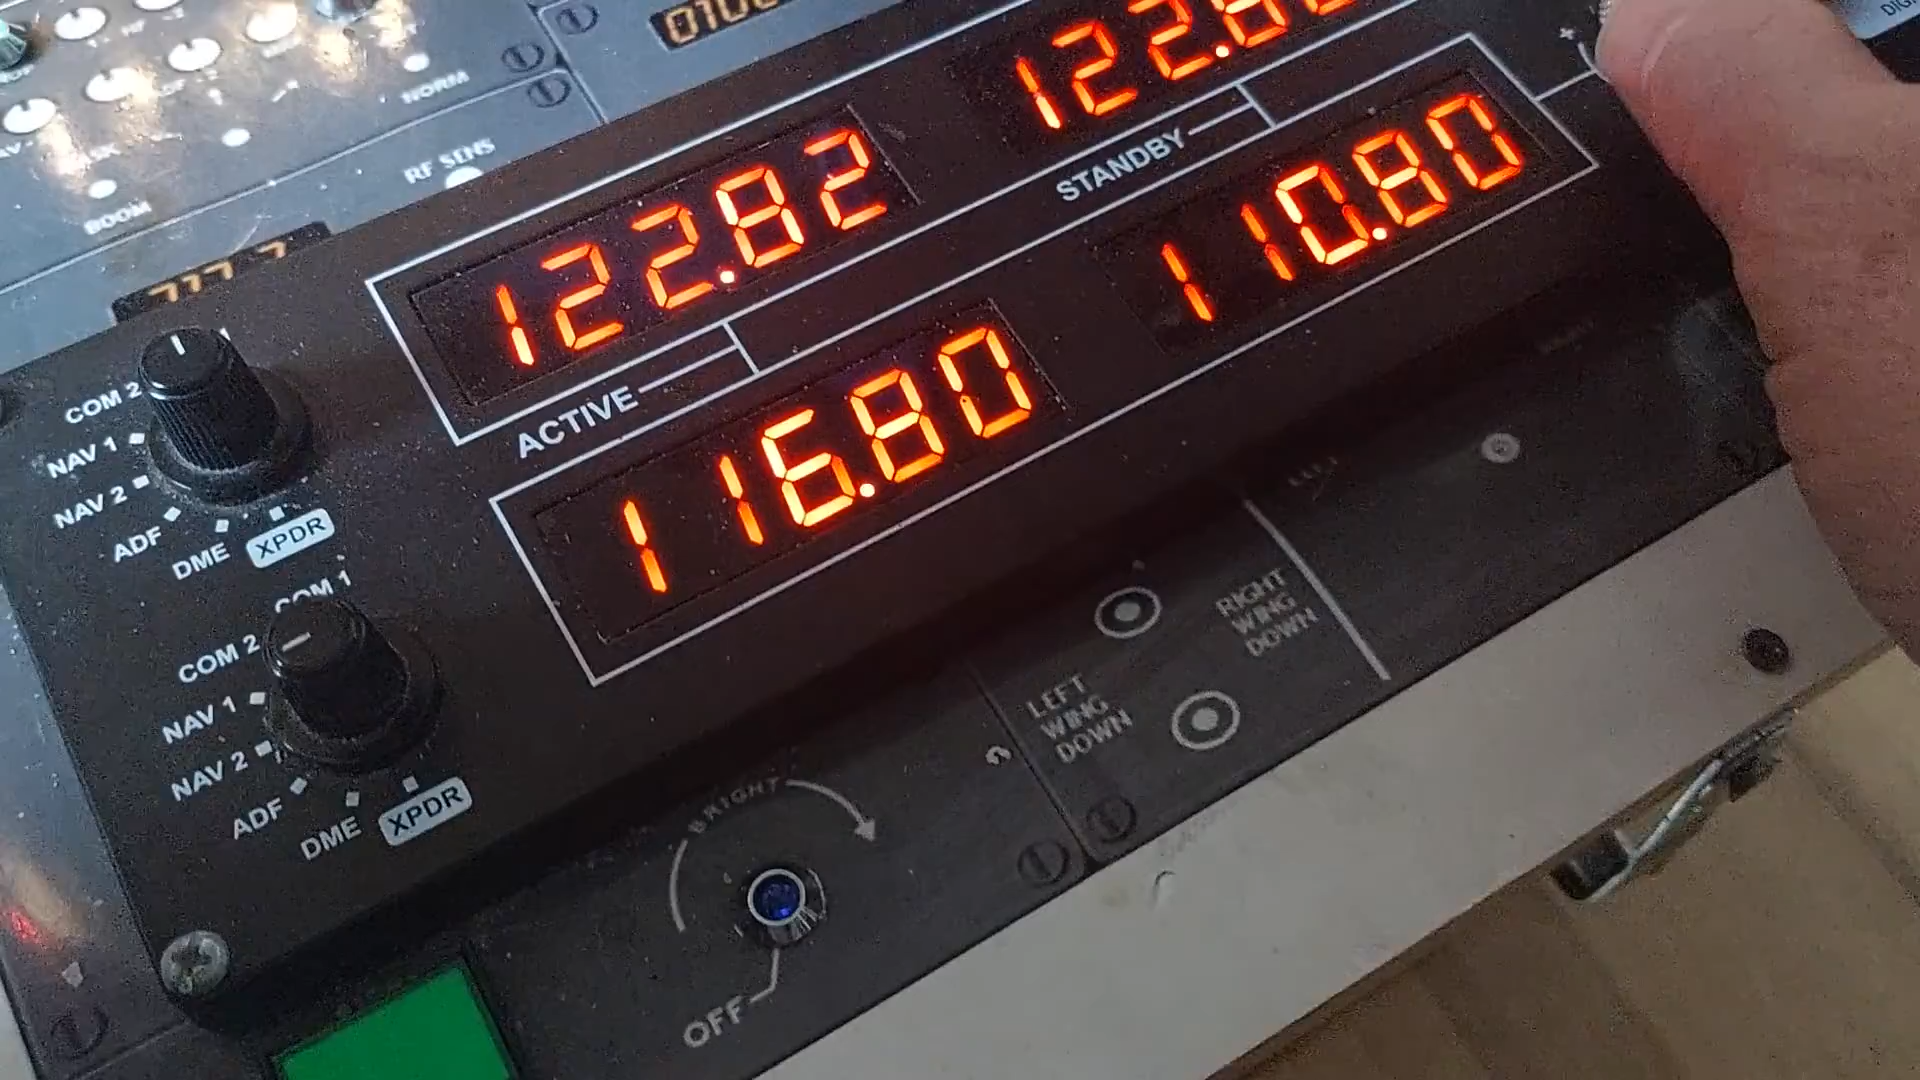 NORM
RF SENS
BOOM
122.82
STANDBY
110.80
ACTIVE
116.80
COM 2
NAV 1
NAV 2
ADF
DME
XPDR
COM 1
COM 2
NAV 1
NAV 2
ADF
DME
XPDR
BRIGHT
OFF
LEFT
WING
DOWN
RIGHT
WING
DOWN